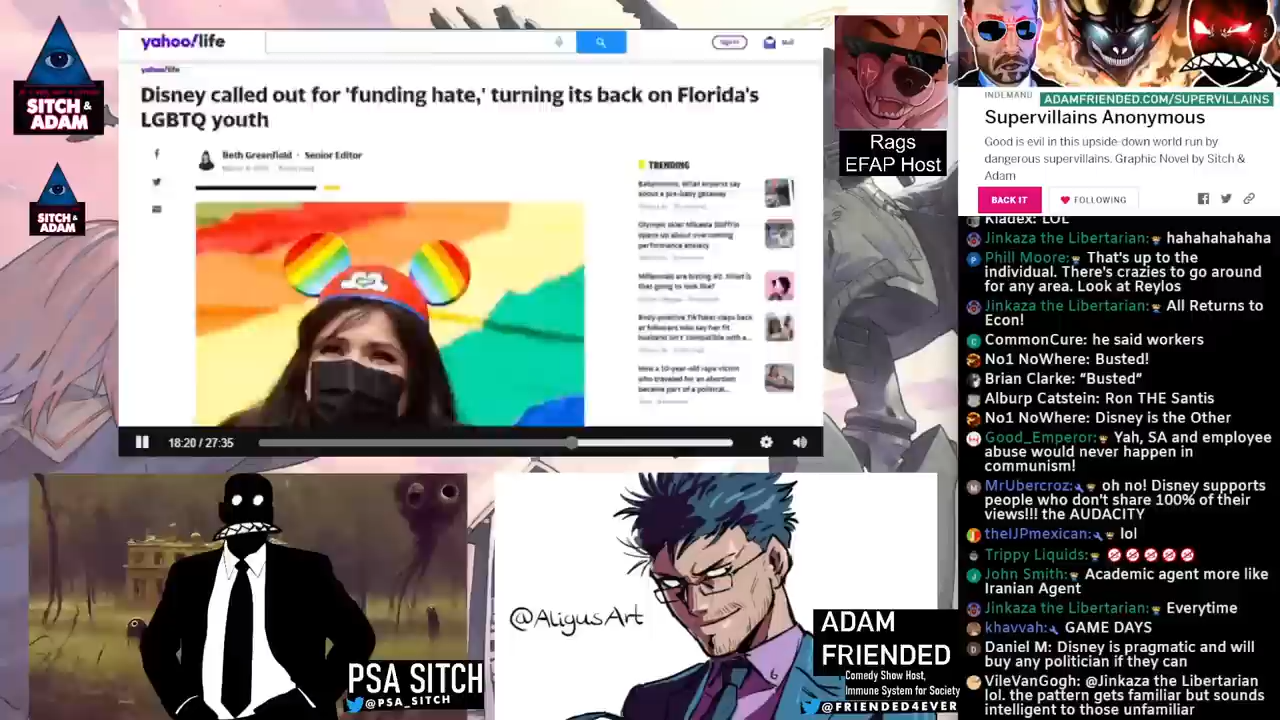 SITCH &
ADAM
SITCH &
ADAM
yahoo/life
Sign in
Mail
yahoo/life
Disney called out for 'funding hate,' turning its back on Florida's
LGBTQ youth
Beth Greenfield · Senior Editor
TRENDING
18:20 / 27:35
Rags
EFAP Host
INDEMAND
ADAMFRIENDED.COM/SUPERVILLAINS
Supervillains Anonymous
Good is evil in this upside-down world run by
dangerous supervillains. Graphic Novel by Sitch &
Adam
BACK IT
FOLLOWING
Kladex: LOL
Jinkaza the Libertarian: hahahahahaha
Phill Moore: That's up to the
individual. Theres types to go around
for any area. Look at Reylos
Jinkaza the Libertarian: All Returns to
Econ!
CommonCure: he said workers
No1 NoWhere: Busted!
Brian Clarke: "Busted"
Alburp Catstein: Ron THE Santis
No1 NoWhere: Disney is the Other
Good_Emperor: Yah, SA and employee
abuse would never happen in
communism!
MrUbercroz: oh no! Disney supports
people who don't share 100% of their
views!!! the AUDACITY
theIJPmexican: lol
Trippy Liquids:
John Smith: Academic agent more like
Iranian Agent
Jinkaza the Libertarian: Everytime
khavvah: GAME DAYS
Daniel M: Disney is pragmatic and will
buy any politician if they can
VileVanGogh: @Jinkaza the Libertarian
lol. the pattern gets familiar but sounds
intelligent to those unfamiliar
PSA SITCH
@PSA_SITCH
@AligusArt
ADAM
FRIENDED
Comedy Show Host,
Immune System for Society
@FRIENDED4EVER